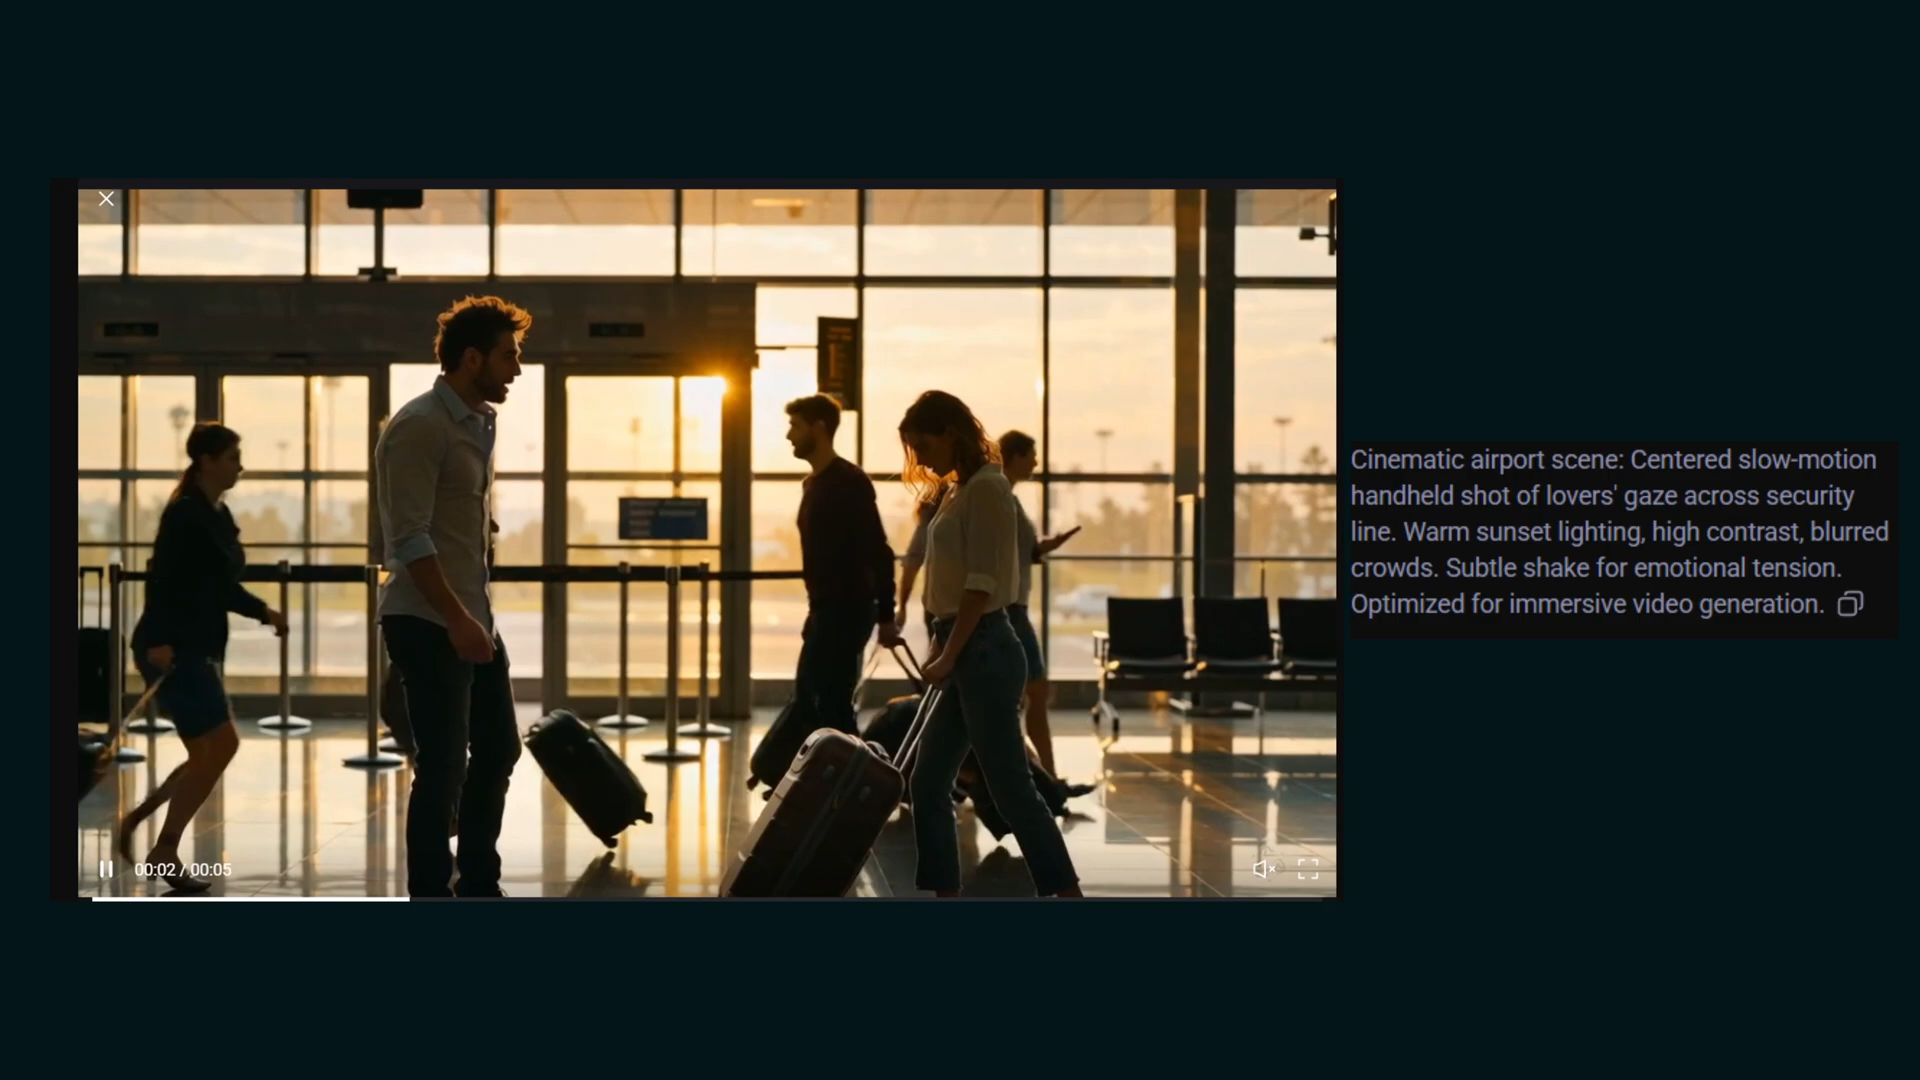 00:02 / 00:05
Cinematic airport scene: Centered slow-motion
handheld shot of lovers' gaze across security
line. Warm sunset lighting, high contrast, blurred
crowds. Subtle shake for emotional tension.
Optimized for immersive video generation.